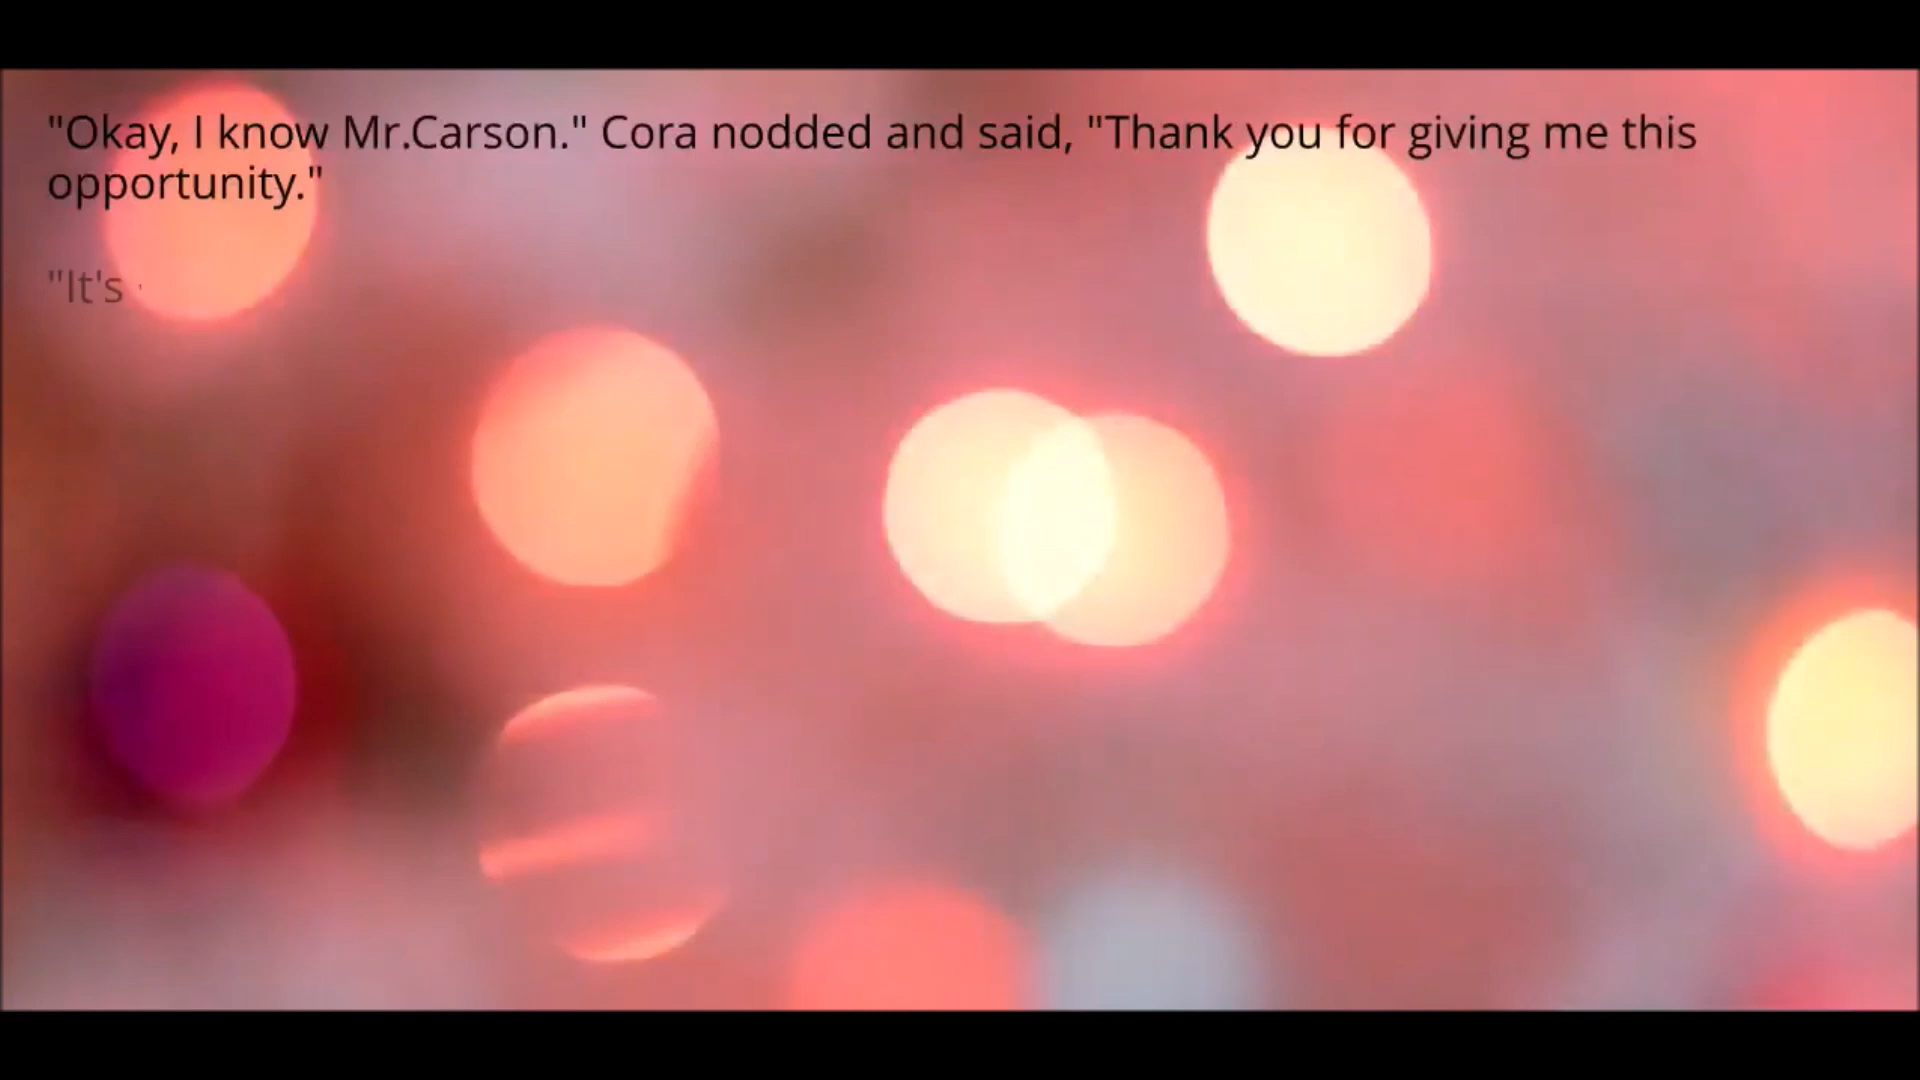 "Okay, I know Mr.Carson." Cora nodded and said, "Thank you for giving me this
opportunity."
"It's